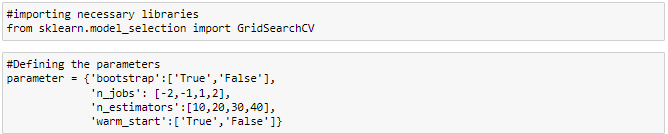 #importing necessary libraries
from sklearn.model_selection import GridSearchCV
#Defining the parameters
parameter = {'bootstrap':['True','False'],
'n_jobs': [-2,-1,1,2],
'n_estimators':[10,20,30,40],
'warm_start':['True','False']}